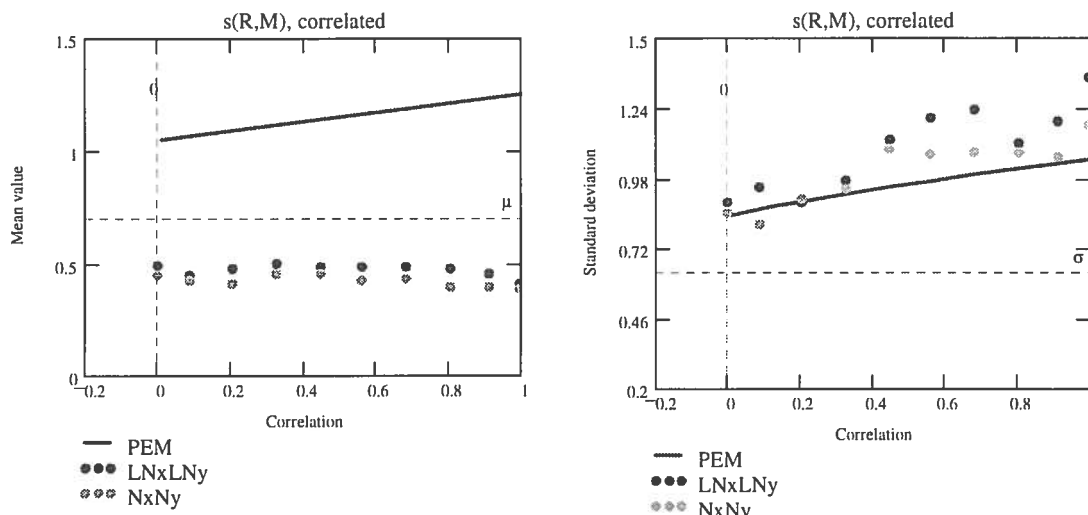 s(R,M), correlated
1.5
0
1
Mean value
μ
0.5
0
−0.2
0
0.2
0.4
0.6
0.8
1
Correlation
PEM
LNxLNy
NxNy
s(R,M), correlated
1.5
0
1.24
0.98
Standard deviation
0.72
σ
0.46
0.2
−0.2
0
0.2
0.4
0.6
0.8
Correlation
PEM
LNxLNy
NxNy